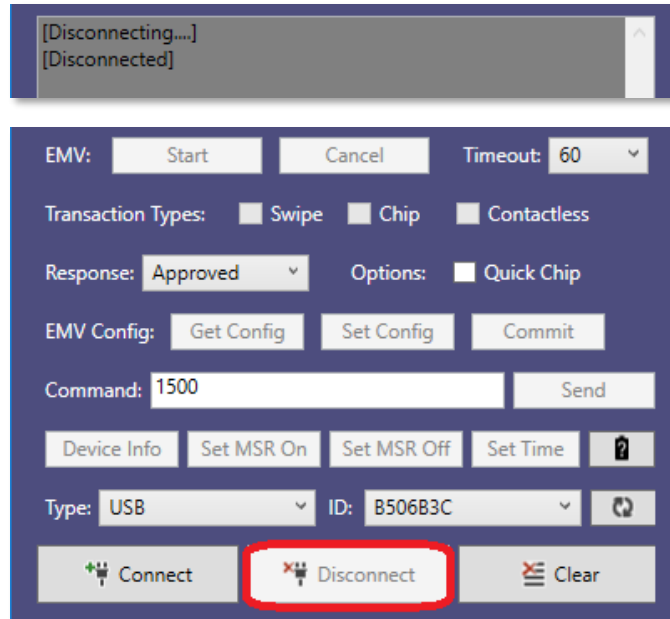 [Disconnecting....]
[Disconnected]
EMV: Start Cancel Timeout: 60
Transaction Types: Swipe Chip Contactless
Response: Approved Options: Quick Chip
EMV Config: Get Config Set Config Commit
Command: 1500 Send
Device Info Set MSR On Set MSR Off Set Time ?
Type: USB ID: B506B3C
Connect Disconnect Clear